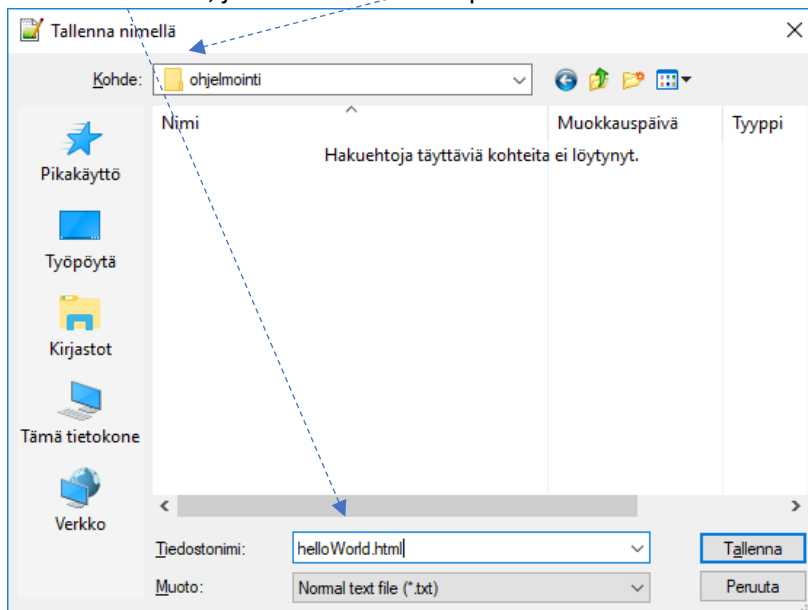 Tallenna nimellä
Kohde:
ohjelmointi
Nimi
Muokkauspäivä
Tyyppi
Hakuehtoja täyttäviä kohteita ei löytynyt.
Pikakäyttö
Työpöytä
Kirjastot
Tämä tietokone
Verkko
Tiedostonimi:
helloWorld.html
Tallenna
Muoto:
Normal text file (*.txt)
Peruuta